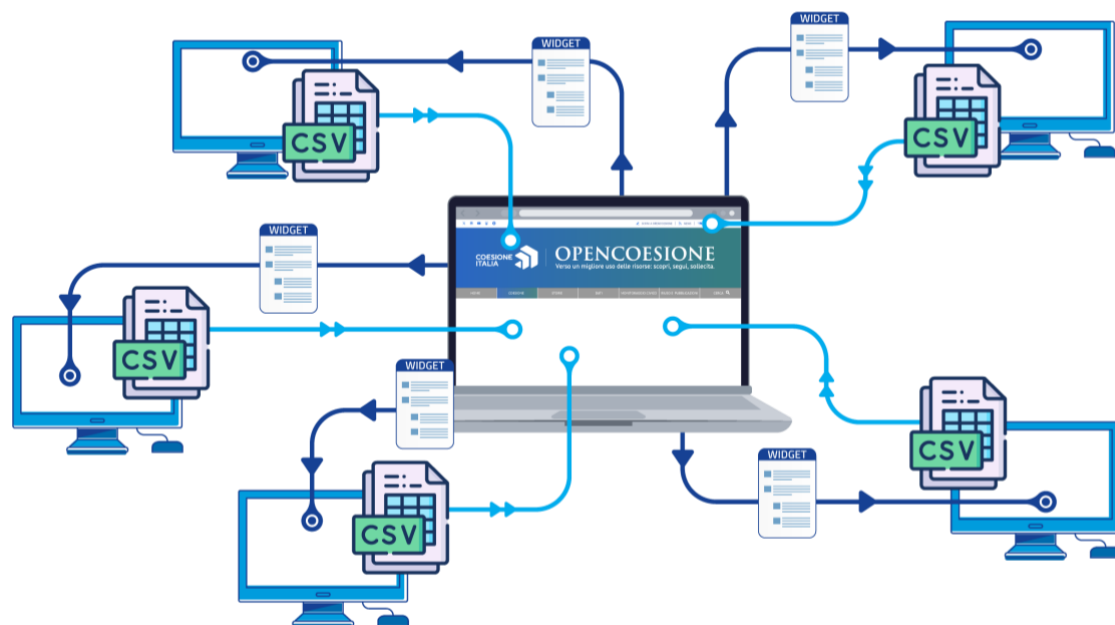 WIDGET
WIDGET
CSV
CSV
WIDGET
COESIONE
ITALIA
OPENCOESIONE
Verso un migliore uso delle risorse: scopri, segui, sollecita.
CSV
WIDGET
CSV
WIDGET
CSV